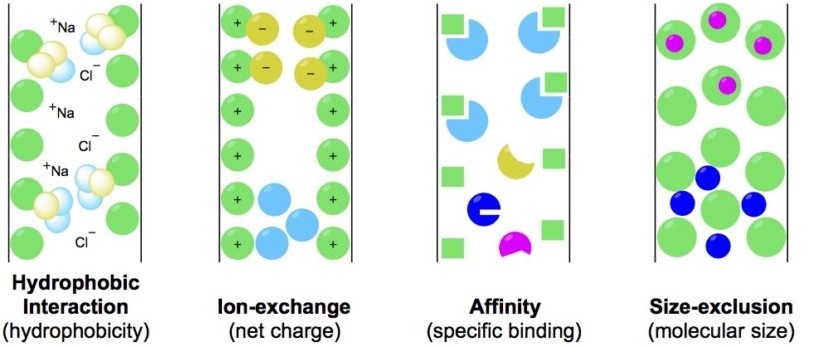 +Na
Cl−
+Na
Cl−
+Na
Cl−
Hydrophobic
Interaction
(hydrophobicity)
+ − − +
+ − − +
+ +
+ +
+ +
+ +
Ion-exchange
(net charge)
Affinity
(specific binding)
Size-exclusion
(molecular size)